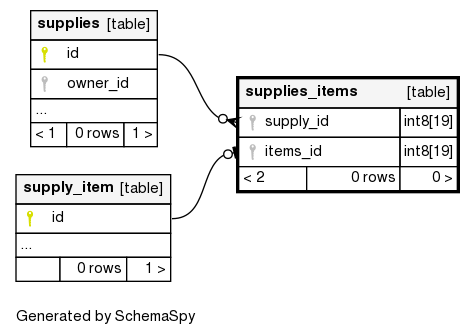 supplies [table]
id
owner_id
...
< 1 0 rows 1 >
supplies_items [table]
supply_id int8[19]
items_id int8[19]
< 2 0 rows 0 >
supply_item [table]
id
...
0 rows 1 >
Generated by SchemaSpy